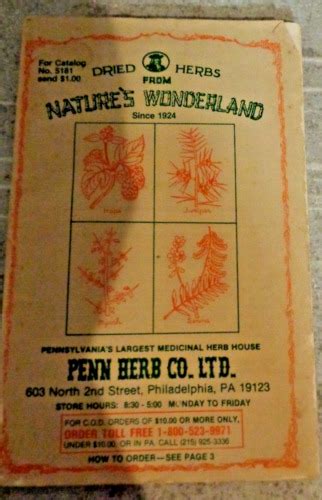 For Catalog
No. 5181
send $1.00
DRIED HERBS
FROM
NATURE'S WONDERLAND
Since 1924
Hops
Juniper
Senna
PENNSYLVANIA'S LARGEST MEDICINAL HERB HOUSE
PENN HERB CO. LTD.
603 North 2nd Street, Philadelphia, PA 19123
STORE HOURS: 8:30 - 5:00 MONDAY TO FRIDAY
FOR C.O.D. ORDERS OF $10.00 OR MORE ONLY,
ORDER TOLL FREE 1-800-523-9971
UNDER $10.00, OR IN PA. CALL (215) 925-3336
HOW TO ORDER—SEE PAGE 3